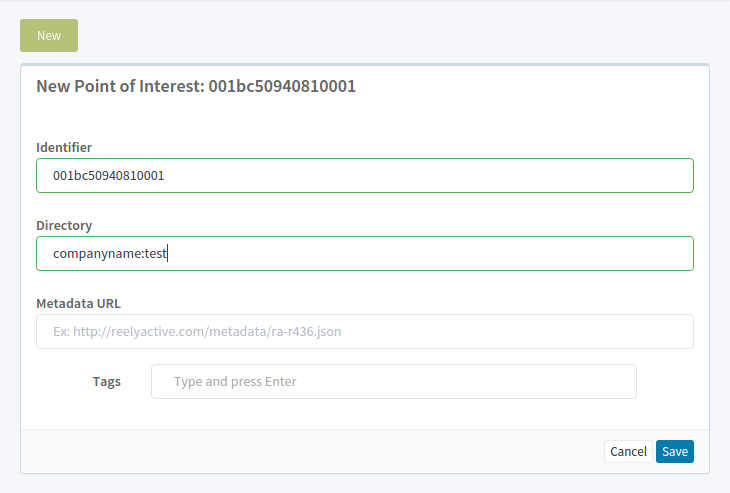 New
New Point of Interest: 001bc50940810001
Identifier
001bc50940810001
Directory
companyname:test
Metadata URL
Ex: http://reelyactive.com/metadata/ra-r436.json
Tags Type and press Enter
Cancel Save